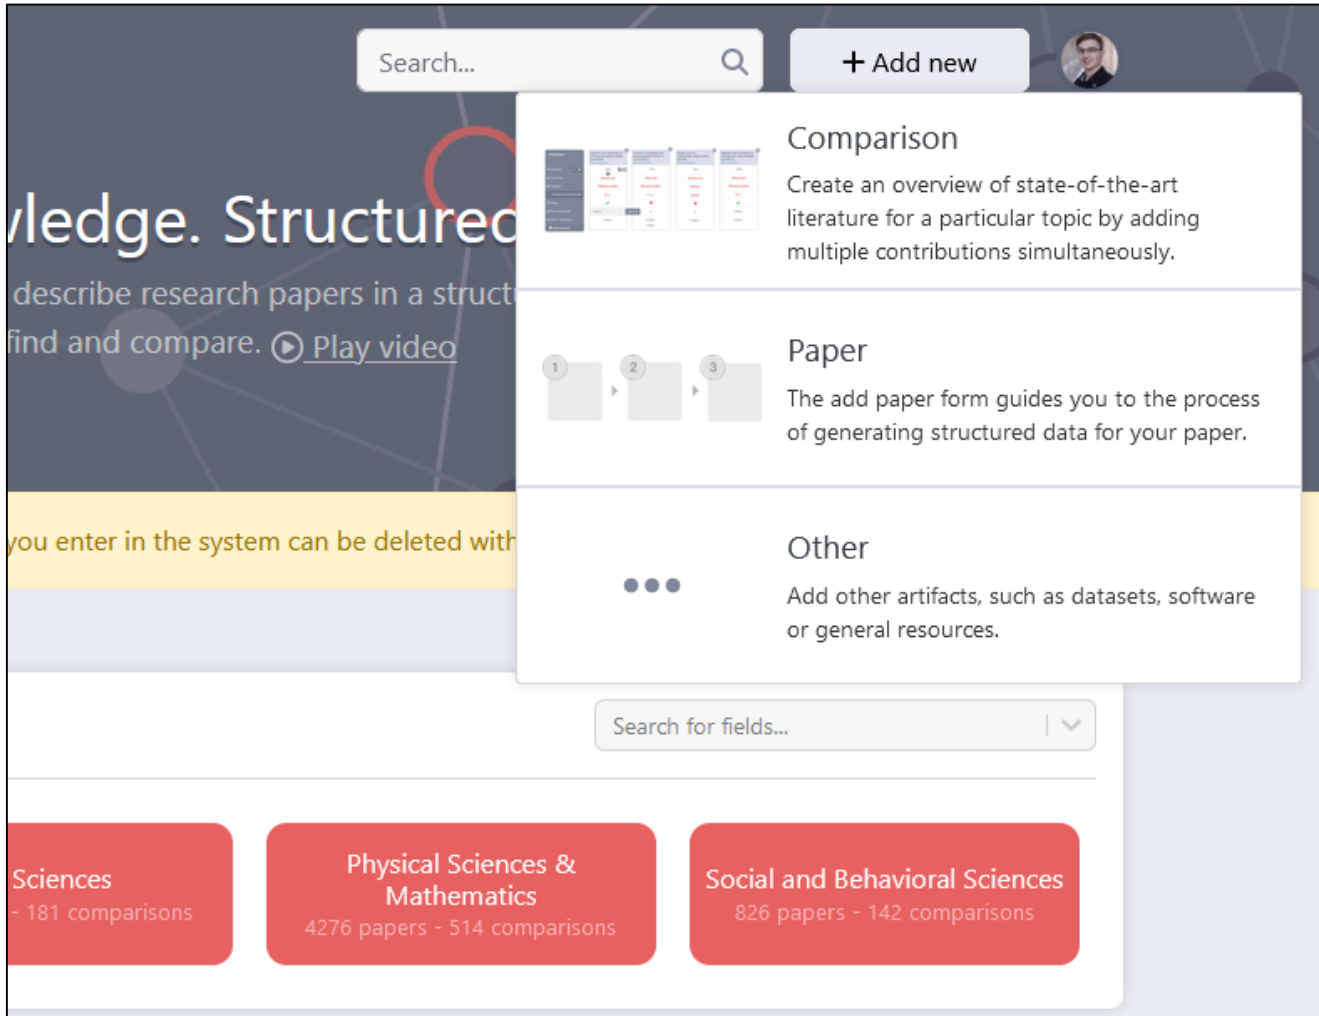 Search...
+ Add new
Comparison
Create an overview of state-of-the-art
literature for a particular topic by adding
multiple contributions simultaneously.
vledge. Structured
describe research papers in a struct
find and compare. Play video
1
2
3
Paper
The add paper form guides you to the process
of generating structured data for your paper.
you enter in the system can be deleted with
Other
Add other artifacts, such as datasets, software
or general resources.
Search for fields...
Sciences
- 181 comparisons
Physical Sciences &
Mathematics
4276 papers - 514 comparisons
Social and Behavioral Sciences
826 papers - 142 comparisons